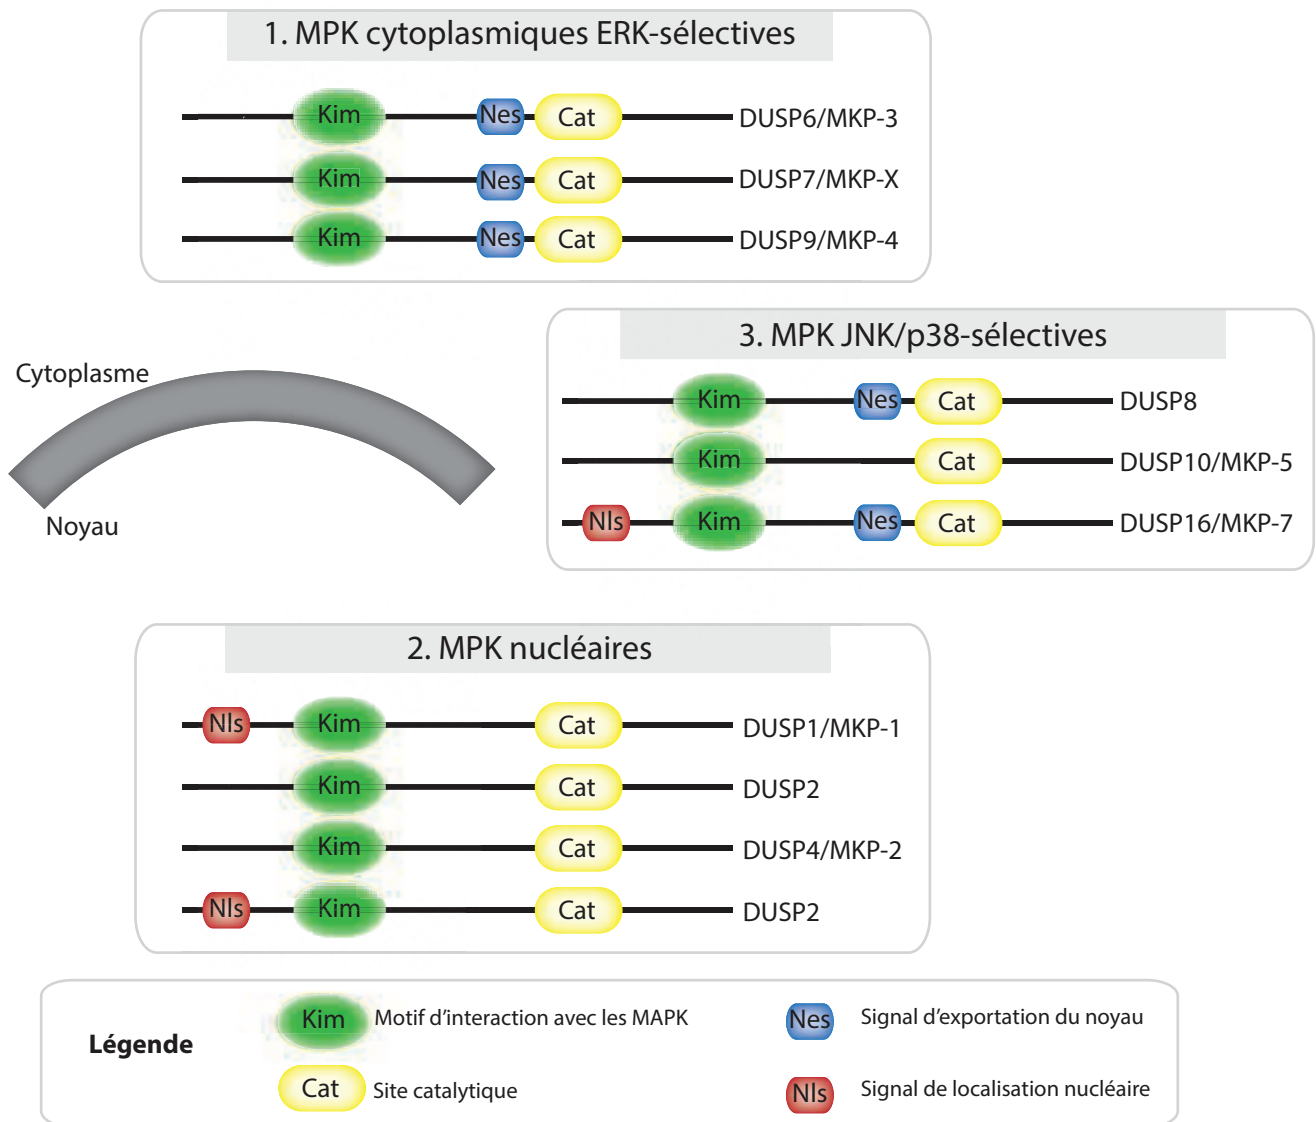 1. MPK cytoplasmiques ERK-sélectives
Kim Nes Cat DUSP6/MKP-3
Kim Nes Cat DUSP7/MKP-X
Kim Nes Cat DUSP9/MKP-4
Cytoplasme
Noyau
3. MPK JNK/p38-sélectives
Kim Nes Cat DUSP8
Kim Cat DUSP10/MKP-5
Nls Kim Nes Cat DUSP16/MKP-7
2. MPK nucléaires
Nls Kim Cat DUSP1/MKP-1
Kim Cat DUSP2
Kim Cat DUSP4/MKP-2
Nls Kim Cat DUSP2
Légende
Kim Motif d'interaction avec les MAPK
Nes Signal d'exportation du noyau
Cat Site catalytique
Nls Signal de localisation nucléaire